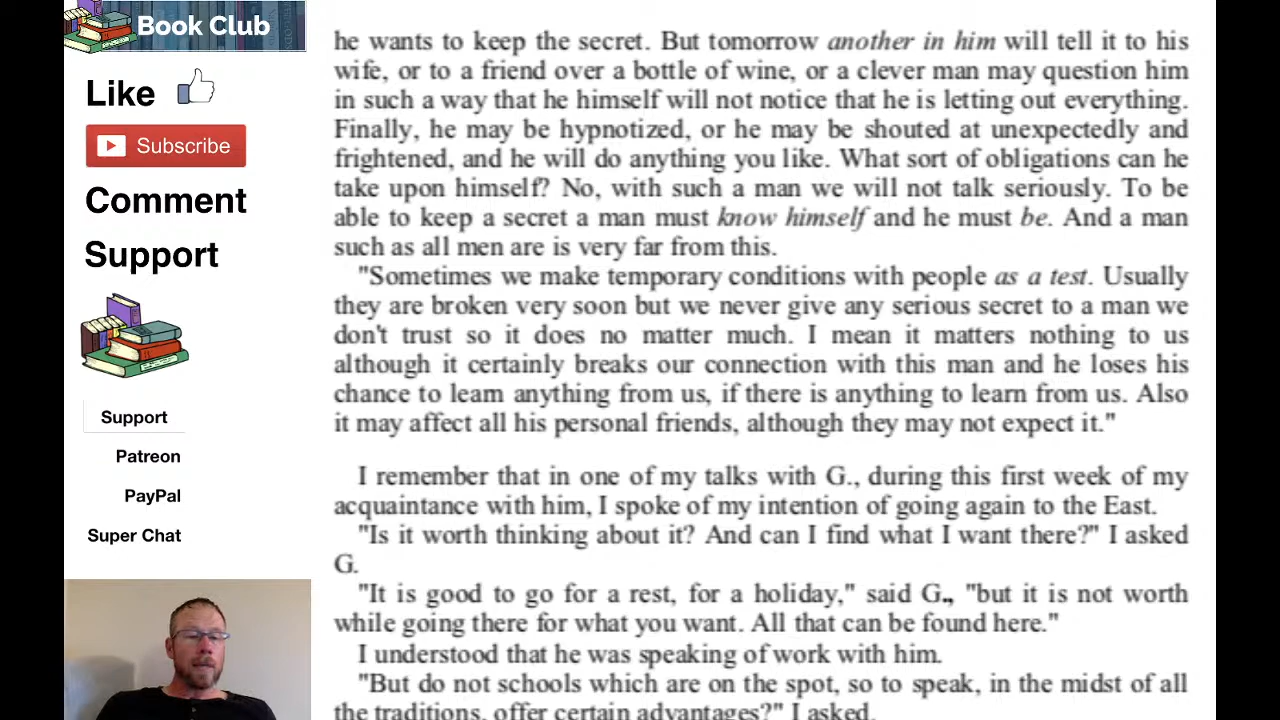 Book Club
Like
Subscribe
Comment
Support
Support
Patreon
PayPal
Super Chat
he wants to keep the secret. But tomorrow another in him will tell it to his
wife, or to a friend over a bottle of wine, or a clever man may question him
in such a way that he himself will not notice that he is letting out everything.
Finally, he may be hypnotized, or he may be shouted at unexpectedly and
frightened, and he will do anything you like. What sort of obligations can he
take upon himself? No, with such a man we will not talk seriously. To be
able to keep a secret a man must know himself and he must be. And a man
such as all men are is very far from this.
"Sometimes we make temporary conditions with people as a test. Usually
they are broken very soon but we never give any serious secret to a man we
don't trust so it does no matter much. I mean it matters nothing to us
although it certainly breaks our connection with this man and he loses his
chance to leam anything from us, if there is anything to learn from us. Also
it may affect all his personal friends, although they may not expect it."
I remember that in one of my talks with G., during this first week of my
acquaintance with him, I spoke of my intention of going again to the East.
"Is it worth thinking about it? And can I find what I want there?" I asked
G.
"It is good to go for a rest, for a holiday," said G., "but it is not worth
while going there for what you want. All that can be found here."
I understood that he was speaking of work with him.
"But do not schools which are on the spot, so to speak, in the midst of all
the traditions, offer certain advantages?" I asked.